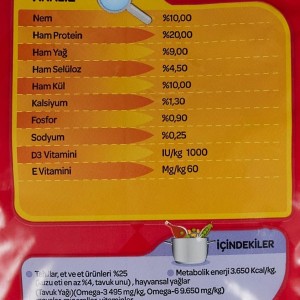 Nem %10,00
Ham Protein %20,00
Ham Yağ %9,00
Ham Selüloz %4,50
Ham Kül %10,00
Kalsiyum %1,30
Fosfor %0,90
Sodyum %0,25
D3 Vitamini IU/kg 1000
E Vitamini Mg/kg 60
İÇİNDEKİLER
et ve et ürünleri %25
(kuzu eti en az %4, tavuk unu), hayvansal yağlar
(Tavuk Yağı)(Omega-3 495 mg/kg, Omega-6 9.650 mg/kg)
Metabolik enerji 3.650 Kcal/kg.